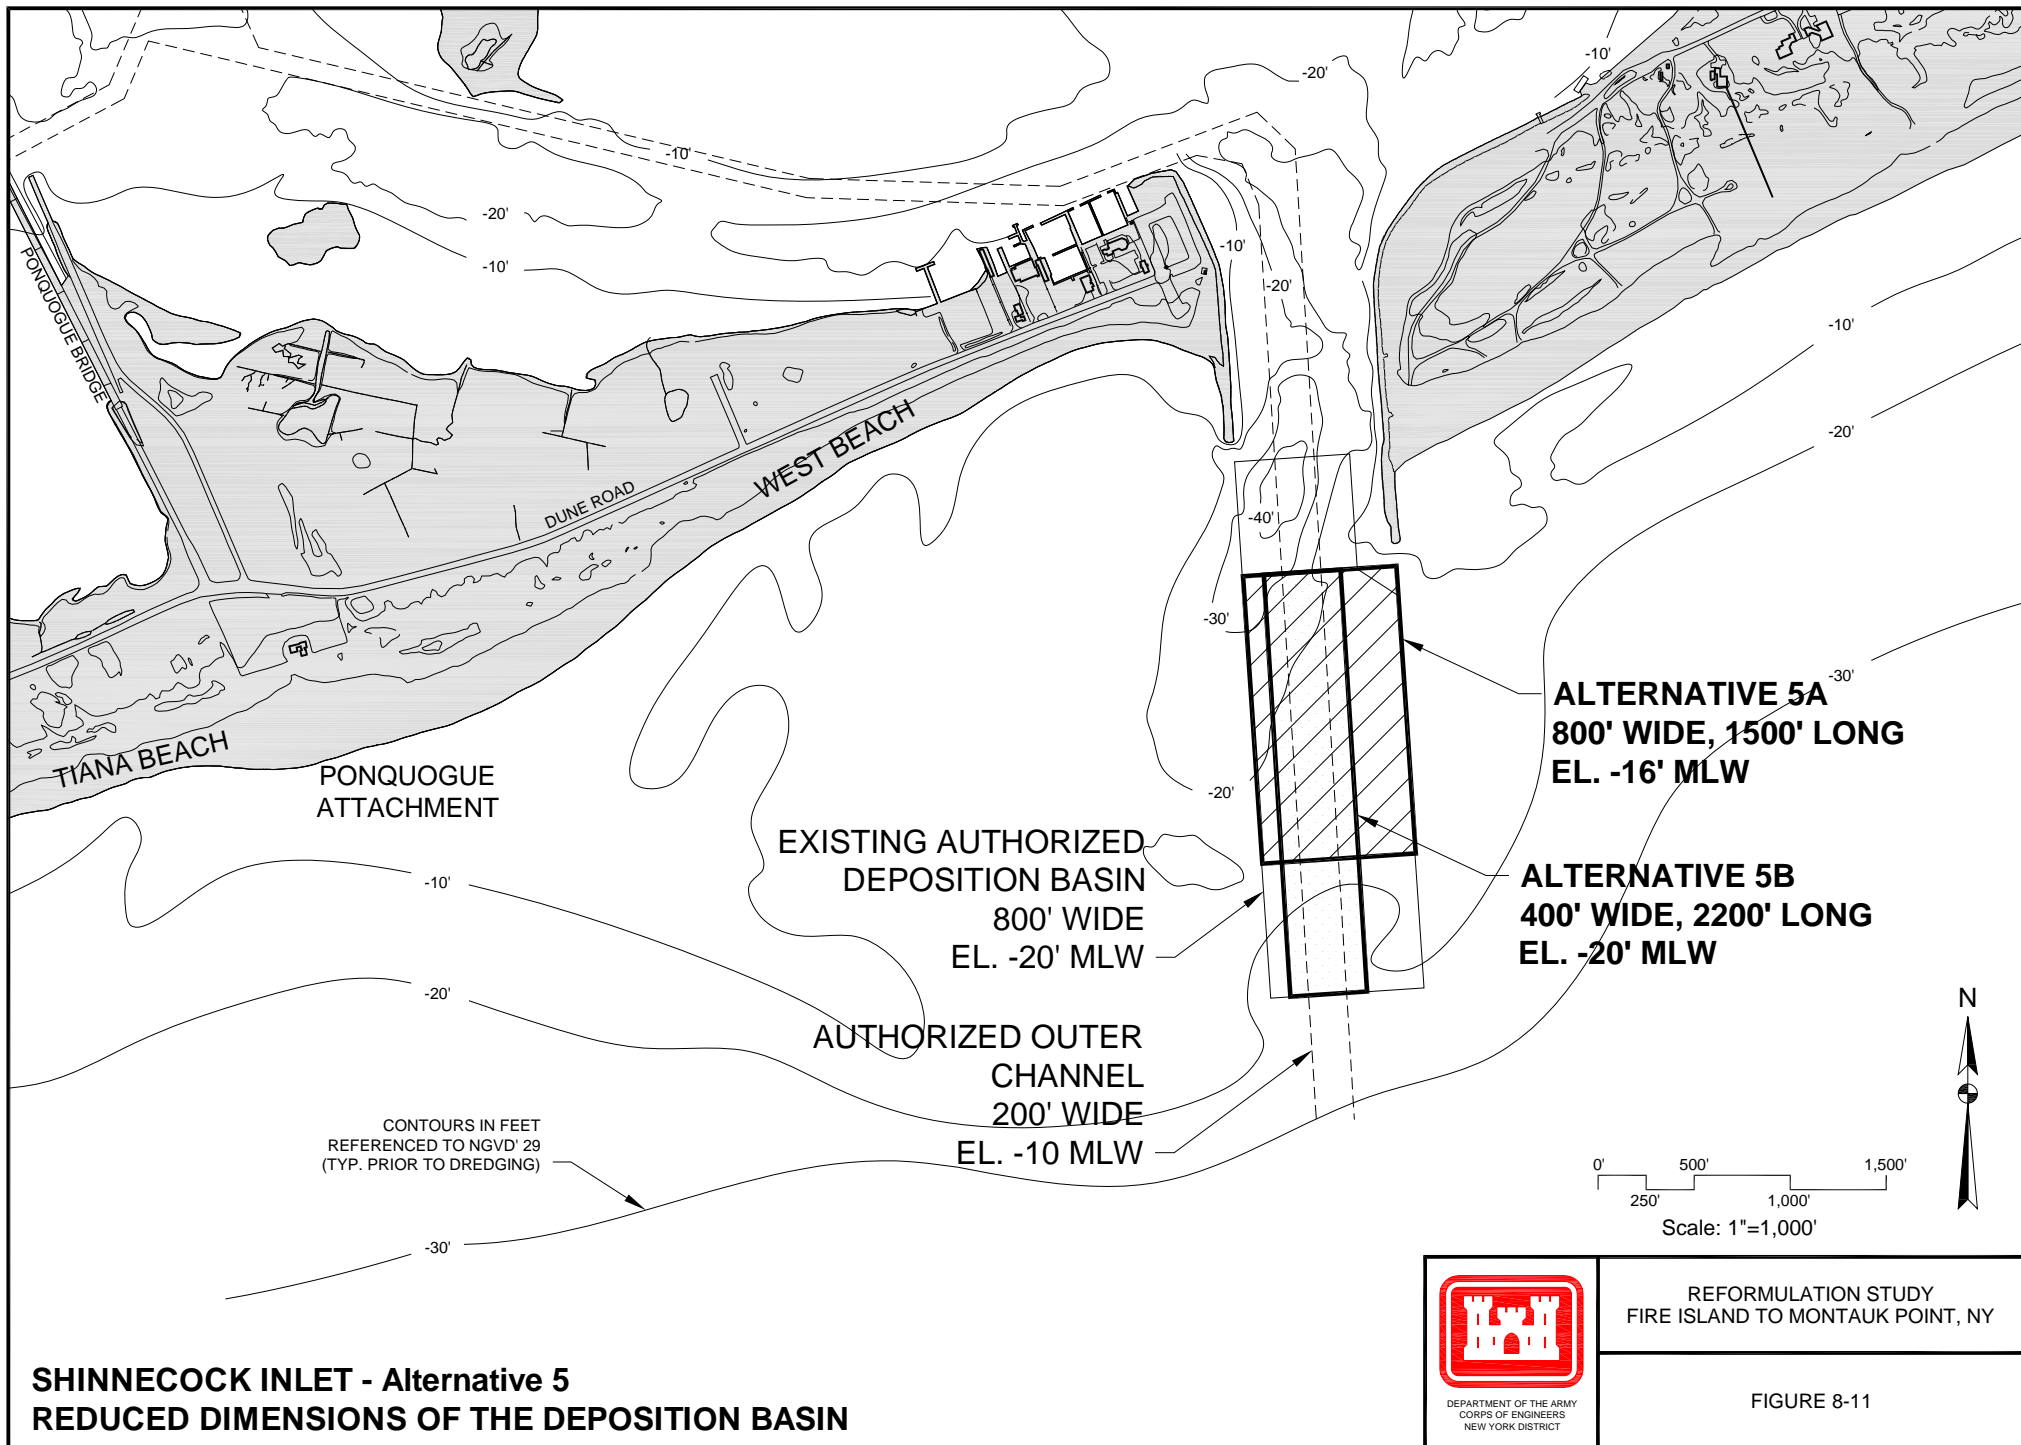 -20'
-10'
-10'
-20'
-10'
-10'
-20'
PONQUOGUE BRIDGE
-10'
-20'
WEST BEACH
DUNE ROAD
-40'
-30'
-30'
ALTERNATIVE 5A
800' WIDE, 1500' LONG
EL. -16' MLW
TIANA BEACH
PONQUOGUE
ATTACHMENT
-20'
EXISTING AUTHORIZED
DEPOSITION BASIN
800' WIDE
EL. -20' MLW
ALTERNATIVE 5B
400' WIDE, 2200' LONG
EL. -20' MLW
-10'
-20'
AUTHORIZED OUTER
CHANNEL
200' WIDE
EL. -10 MLW
N
CONTOURS IN FEET
REFERENCED TO NGVD' 29
(TYP. PRIOR TO DREDGING)
-30'
0' 500' 1,500'
250' 1,000'
Scale: 1"=1,000'
REFORMULATION STUDY
FIRE ISLAND TO MONTAUK POINT, NY
DEPARTMENT OF THE ARMY
CORPS OF ENGINEERS
NEW YORK DISTRICT
FIGURE 8-11
SHINNECOCK INLET - Alternative 5
REDUCED DIMENSIONS OF THE DEPOSITION BASIN